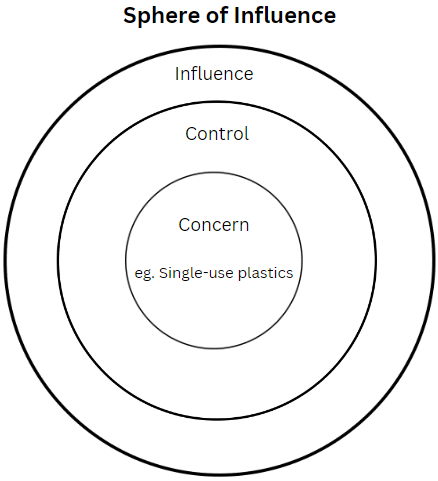 Sphere of Influence
Influence
Control
Concern
eg. Single-use plastics